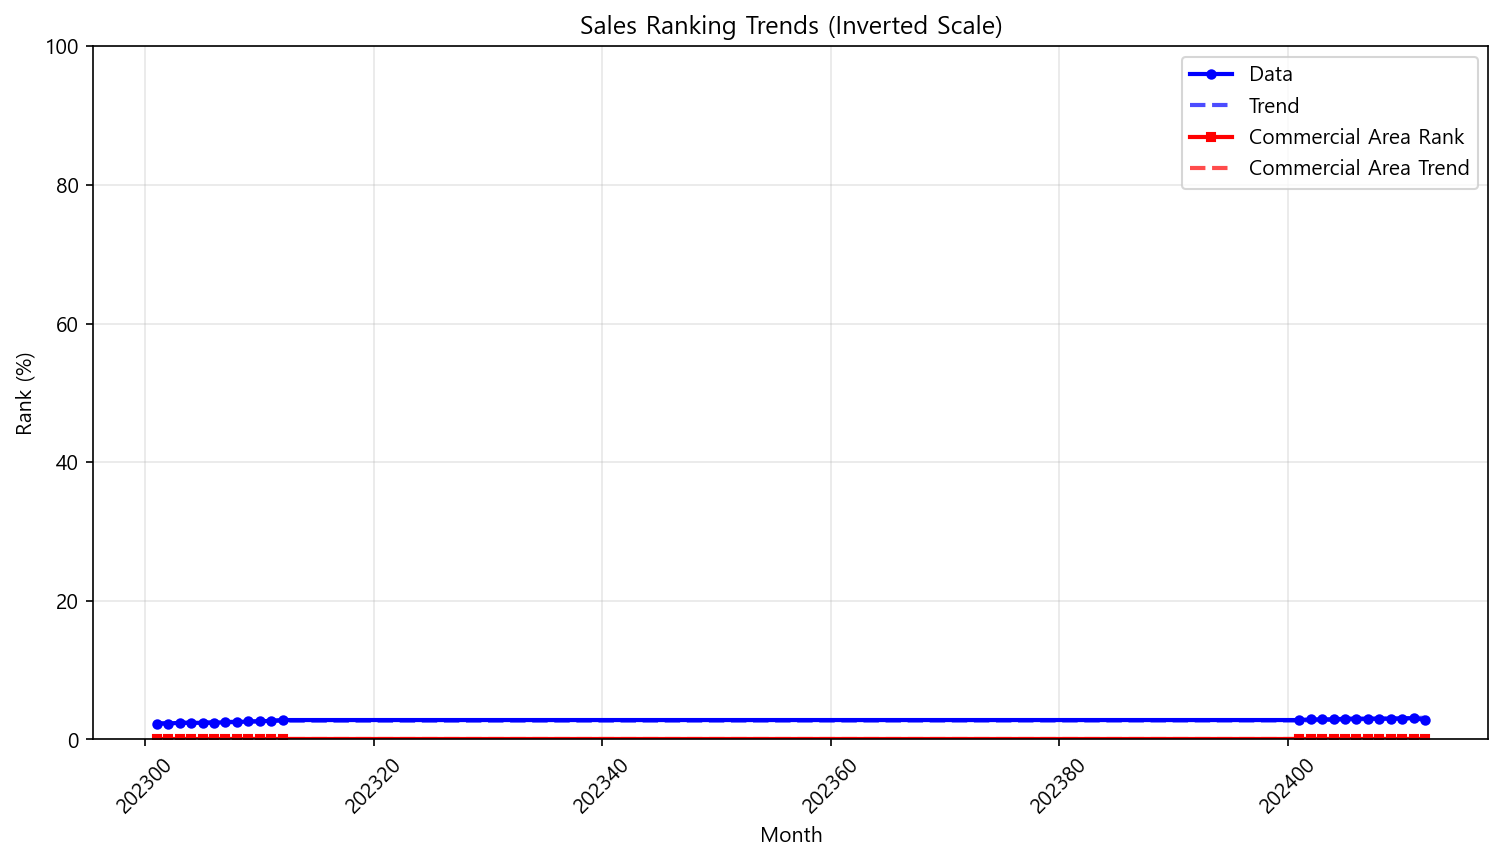 Sales Ranking Trends (Inverted Scale)
100
80
60
40
20
0
Rank (%)
Data
Trend
Commercial Area Rank
Commercial Area Trend
202300
202320
202340
202360
202380
202400
Month